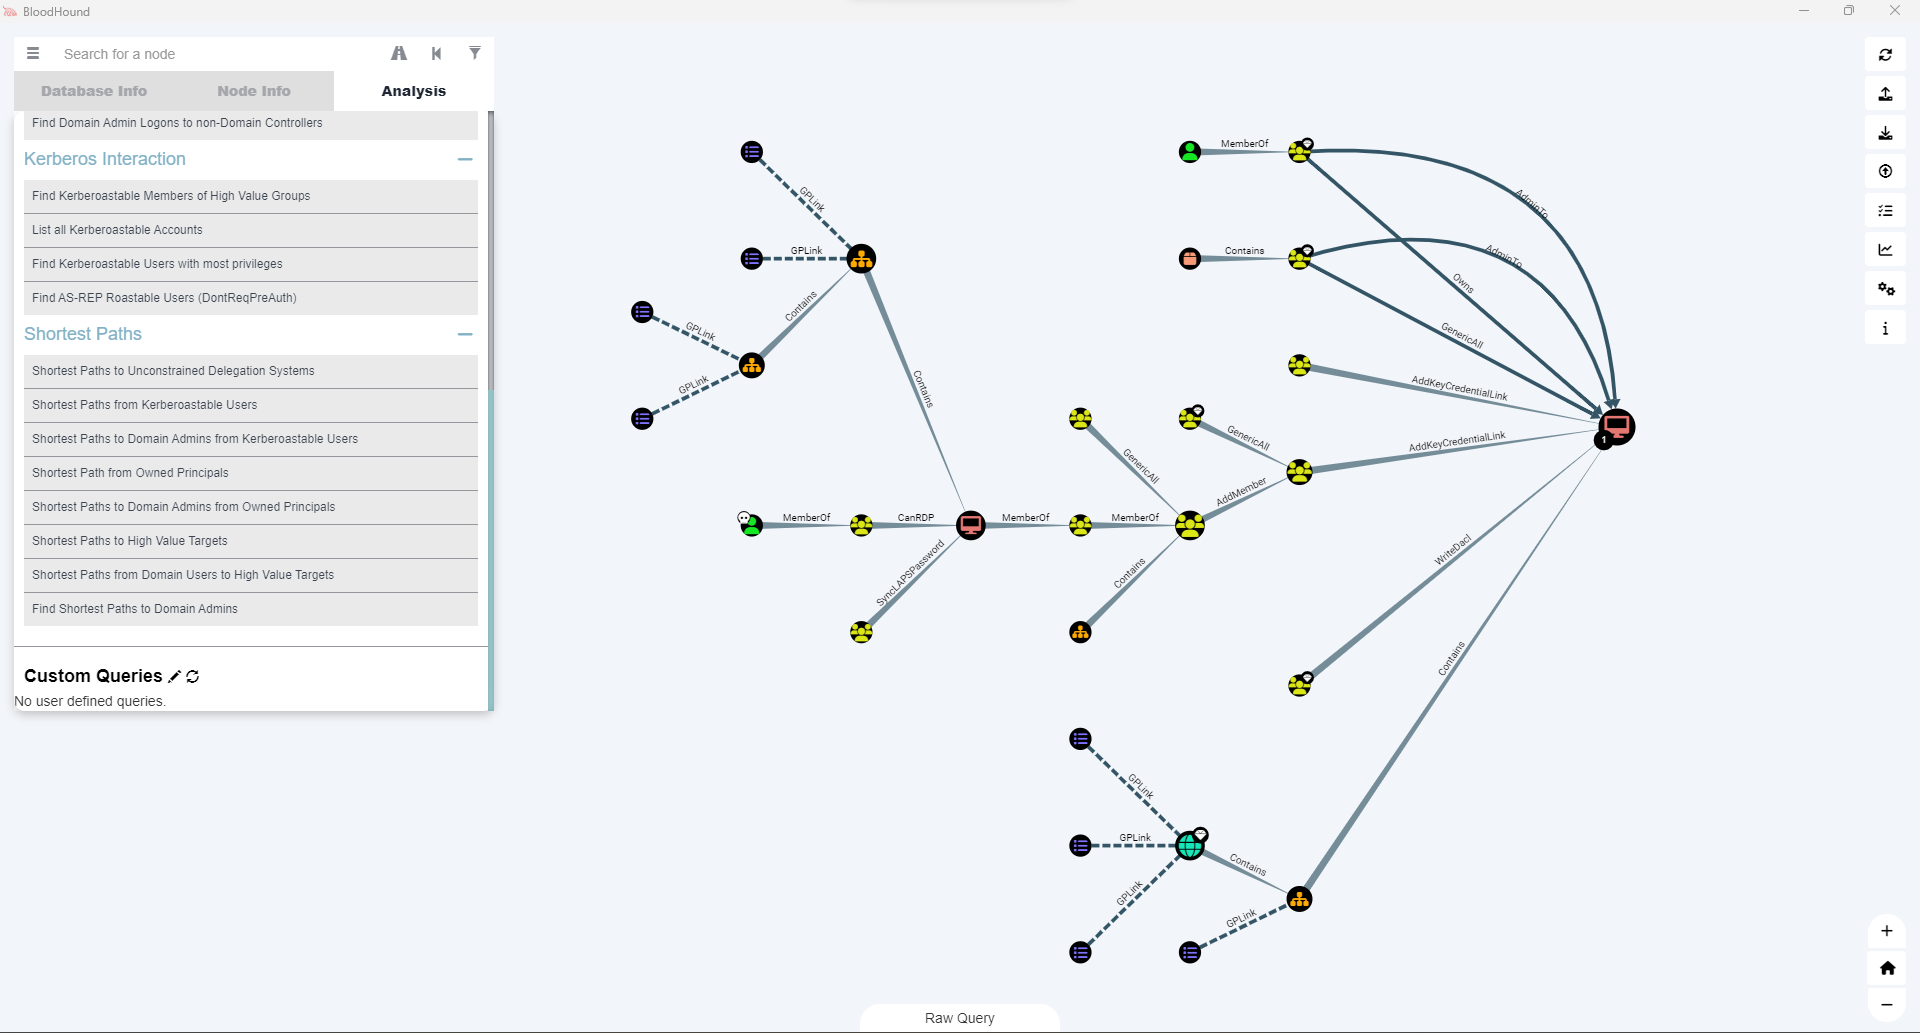 BloodHound
Search for a node
Database Info
Node Info
Analysis
Find Domain Admin Logons to non-Domain Controllers
Kerberos Interaction
Find Kerberoastable Members of High Value Groups
List all Kerberoastable Accounts
Find Kerberoastable Users with most privileges
Find AS-REP Roastable Users (DontReqPreAuth)
Shortest Paths
Shortest Paths to Unconstrained Delegation Systems
Shortest Paths from Kerberoastable Users
Shortest Paths to Domain Admins from Kerberoastable Users
Shortest Path from Owned Principals
Shortest Paths to Domain Admins from Owned Principals
Shortest Paths to High Value Targets
Shortest Paths from Domain Users to High Value Targets
Find Shortest Paths to Domain Admins
Custom Queries
No user defined queries.
GPLink
GPLink
GPLink
Contains
GPLink
Contains
MemberOf
CanRDP
SyncLAPSPassword
MemberOf
MemberOf
GenericAll
Contains
GenericAll
AddMember
MemberOf
Contains
AdminTo
AdminTo
Owns
GenericAll
AddKeyCredentialLink
AddKeyCredentialLink
1
WriteDacl
Contains
GPLink
GPLink
GPLink
Contains
GPLink
Raw Query